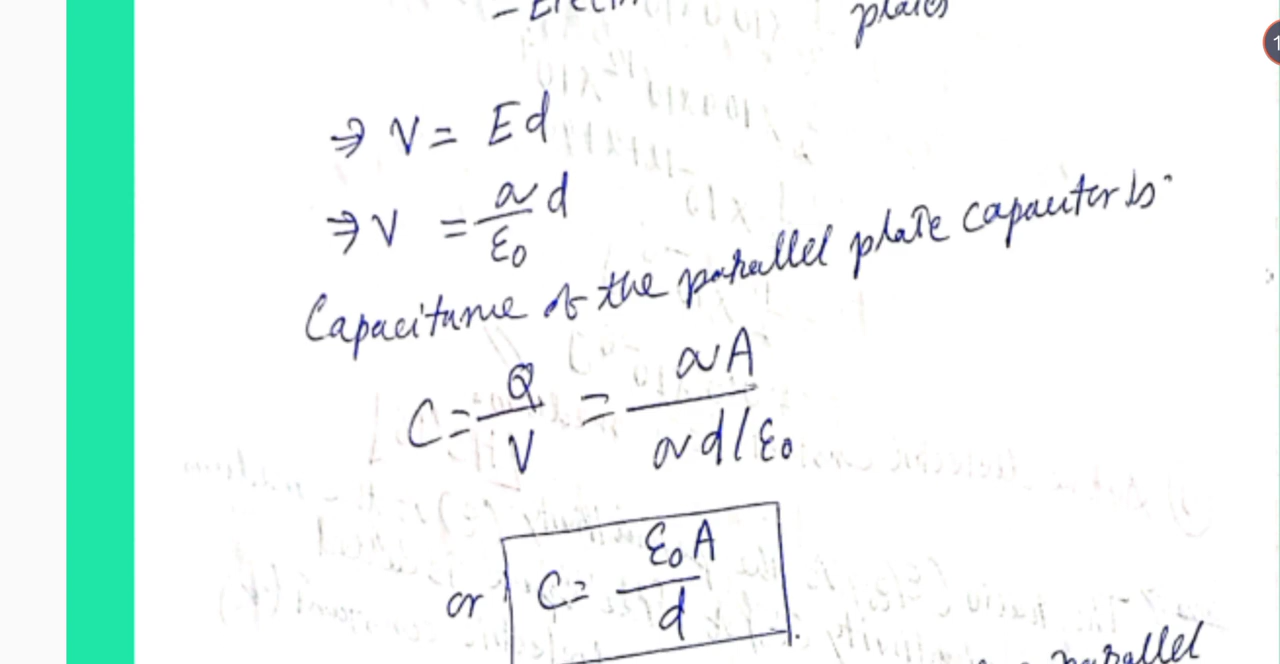 plates
⇒ V = Ed
⇒ V = σ/ε₀ d
Capacitance of the parallel plate capacitor is
C = Q/V = σA / σd/ε₀
or C = ε₀A/d
parallel